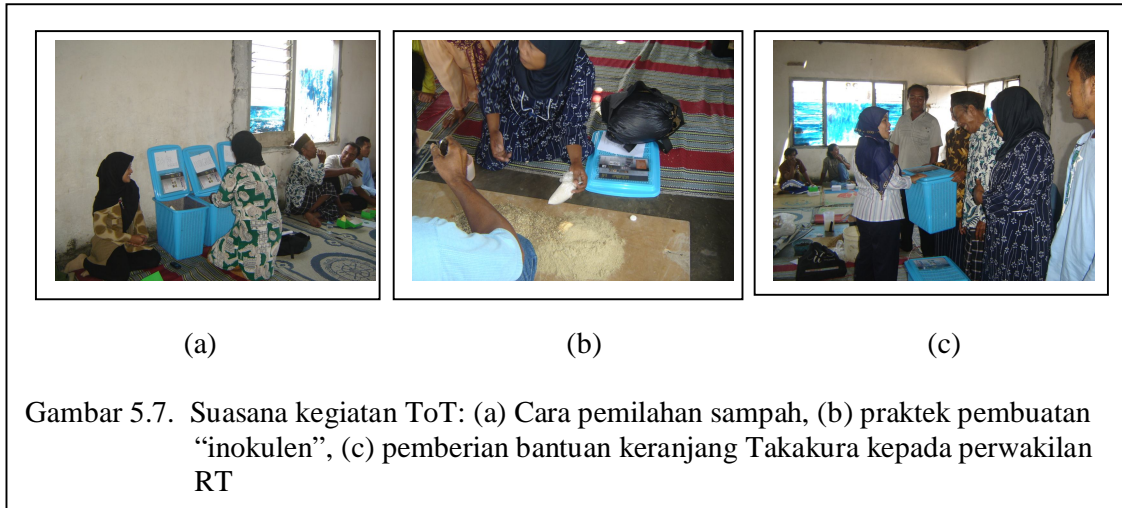 (a)
(b)
(c)
Gambar 5.7. Suasana kegiatan ToT: (a) Cara pemilahan sampah, (b) praktek pembuatan
“inokulen”, (c) pemberian bantuan keranjang Takakura kepada perwakilan
RT